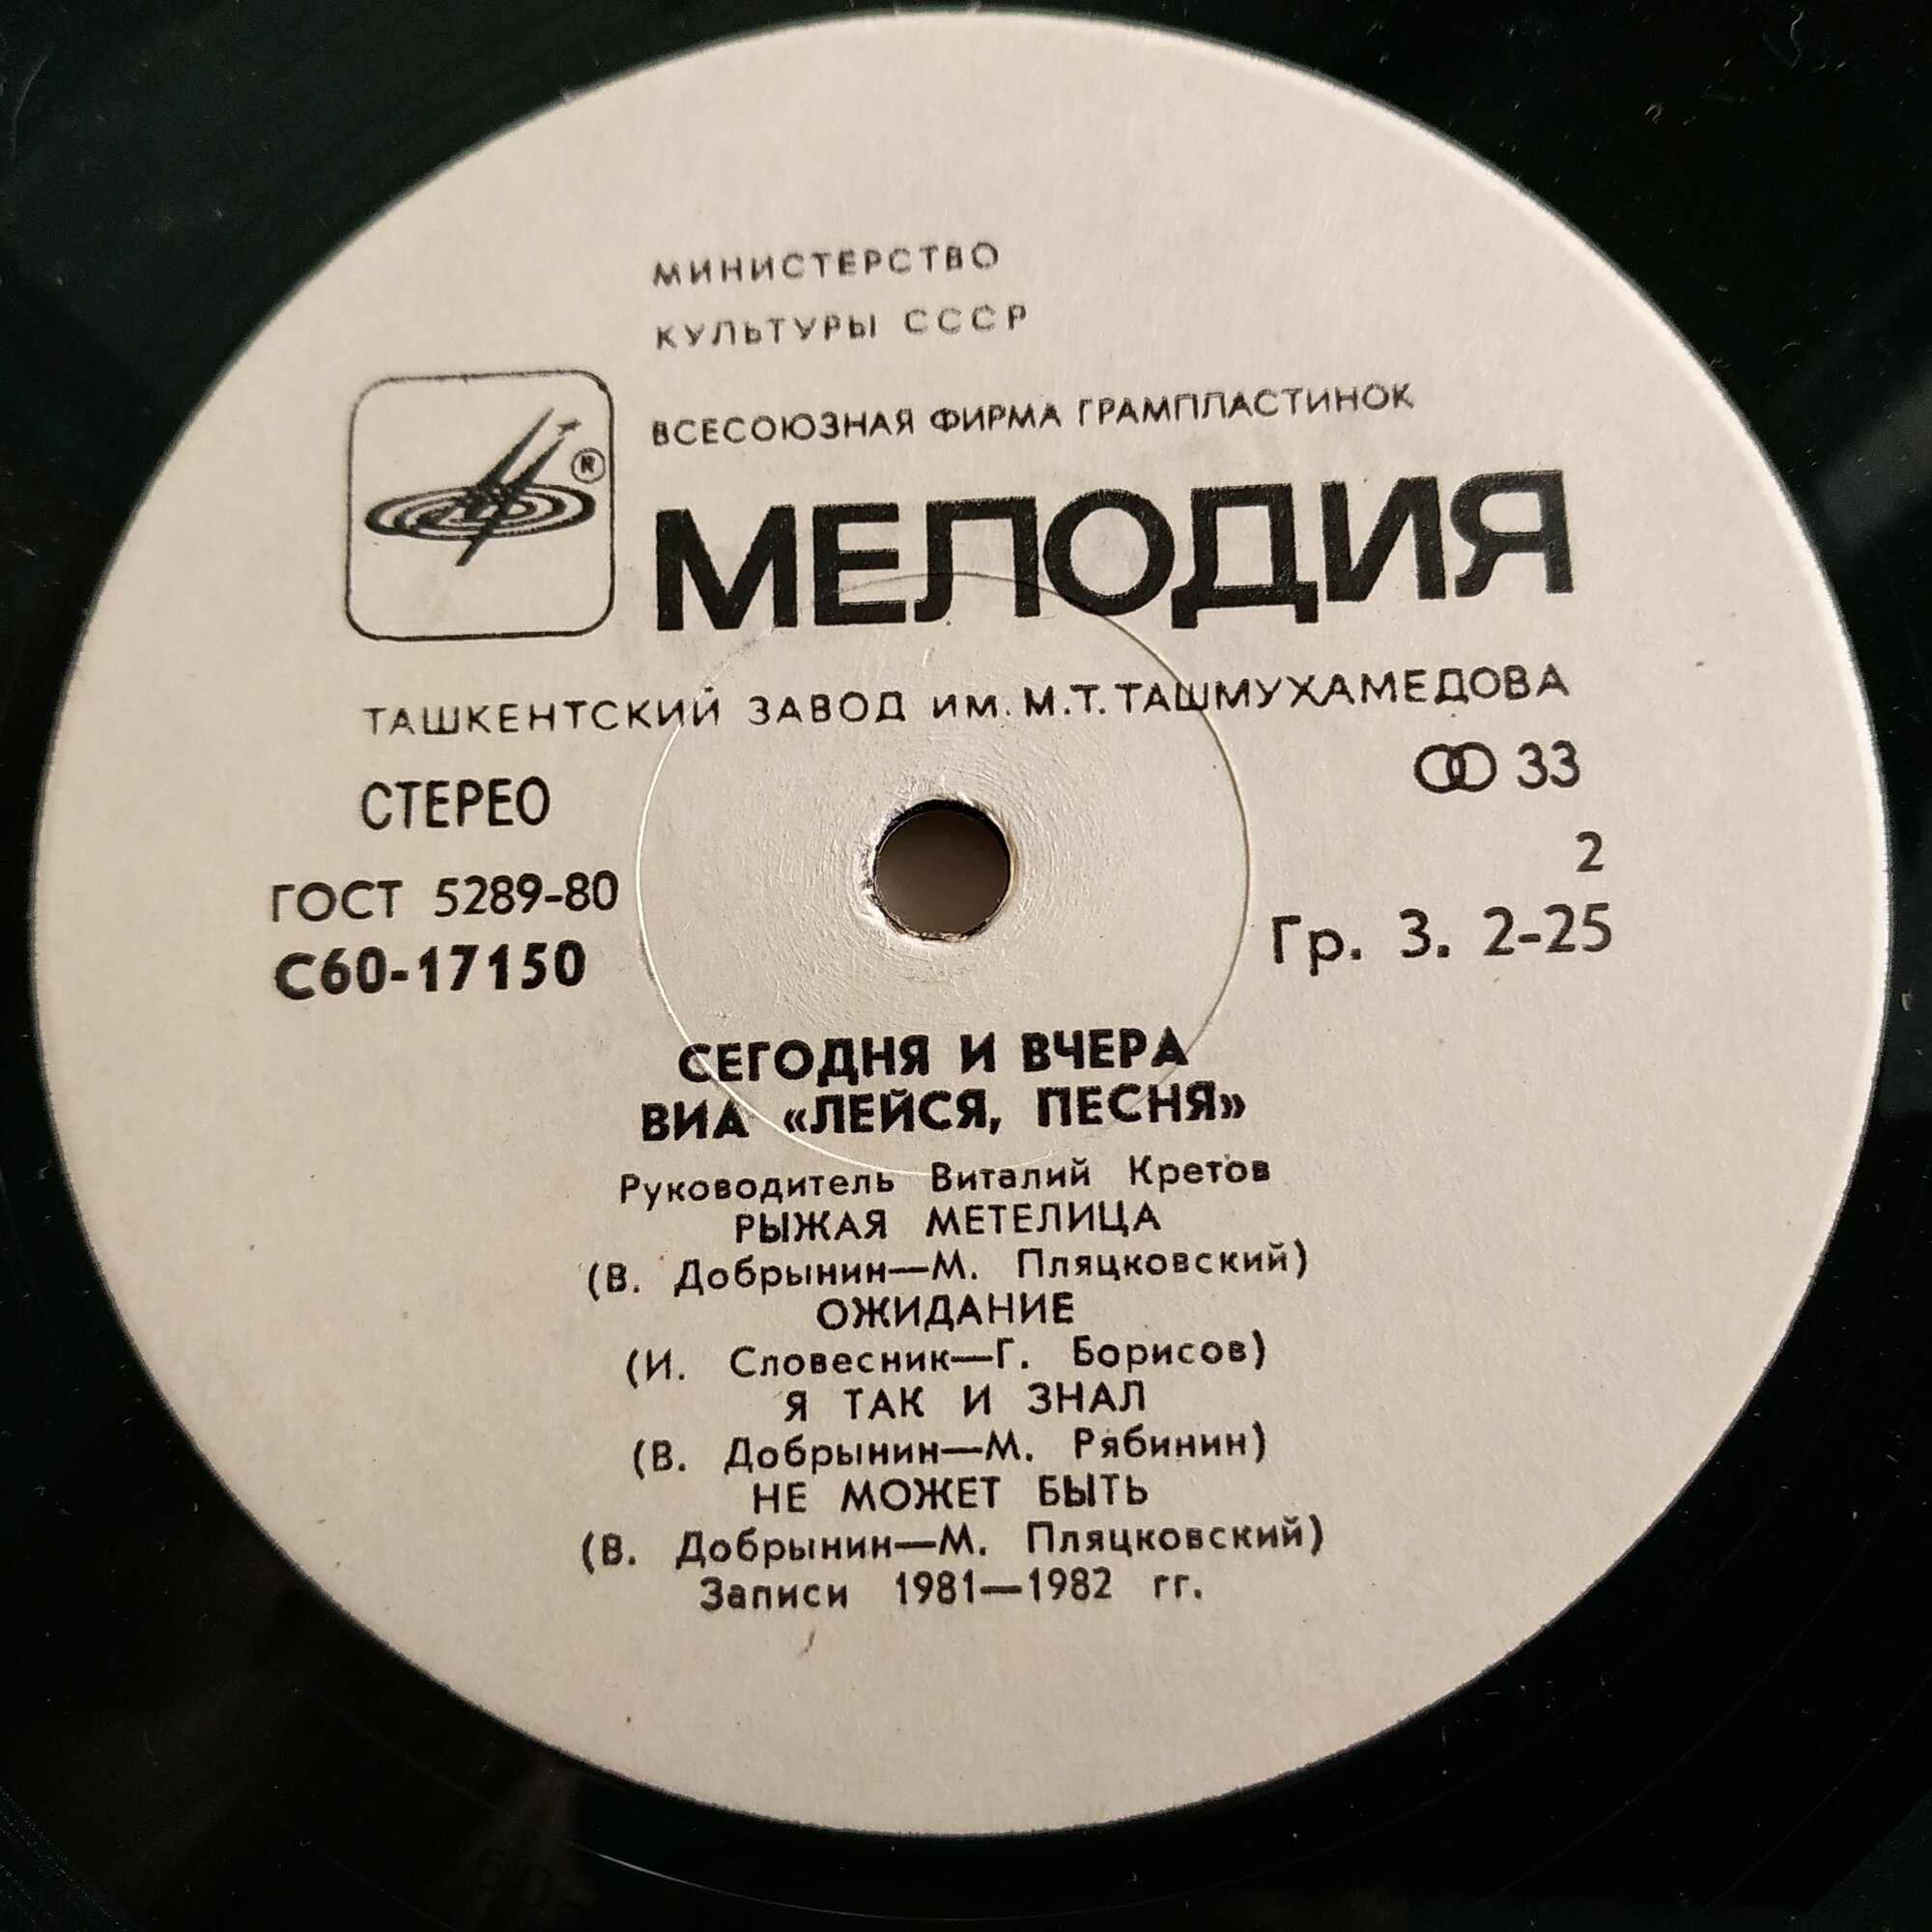 МИНИСТЕРСТВО
КУЛЬТУРЫ СССР
ВСЕСОЮЗНАЯ ФИРМА ГРАМПЛАСТИНОК
®
МЕЛОДИЯ
ТАШКЕНТСКИЙ ЗАВОД ИМ. М.Т. ТАШМУХАМЕДОВА
СТЕРЕО
33
2
ГОСТ 5289-80
Гр. 3. 2-25
С60-17150
СЕГОДНЯ И ВЧЕРА
ВИА «ЛЕЙСЯ, ПЕСНЯ»
Руководитель Виталий Кретов
РЫЖАЯ МЕТЕЛИЦА
(В. Добрынин—М. Пляцковский)
ОЖИДАНИЕ
(И. Словесник—Г. Борисов)
Я ТАК И ЗНАЛ
(В. Добрынин—М. Рябинин)
НЕ МОЖЕТ БЫТЬ
(В. Добрынин—М. Пляцковский)
Записи 1981—1982 гг.